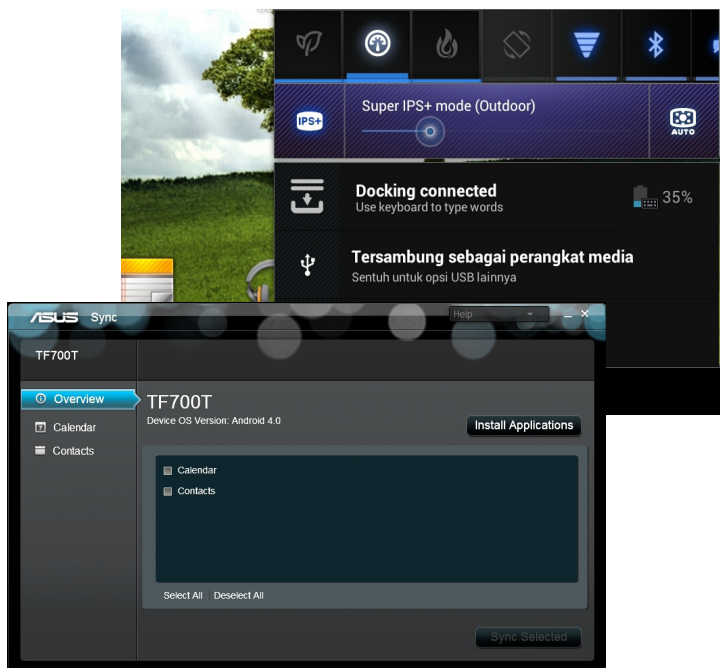 IPS+
Super IPS+ mode (Outdoor)
AUTO
Docking connected
Use keyboard to type words
35%
Tersambung sebagai perangkat media
Sentuh untuk opsi USB lainnya
ASUS Sync
Help
TF700T
Overview
Calendar
Contacts
TF700T
Device OS Version: Android 4.0
Install Applications
Calendar
Contacts
Select All
Deselect All
Sync Selected